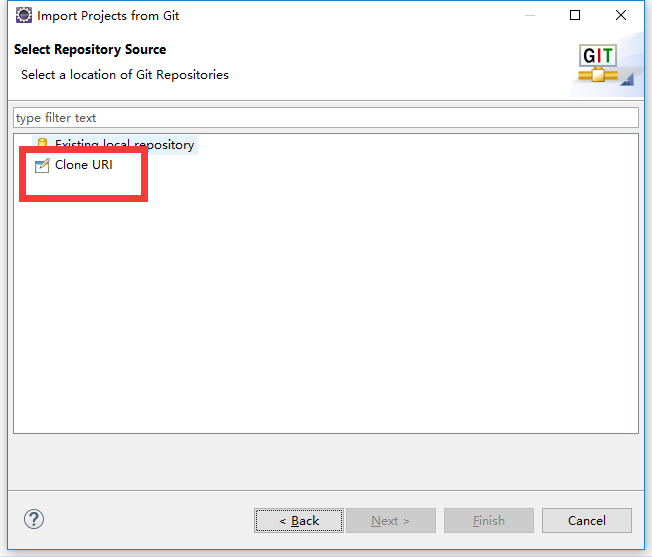 Import Projects from Git
Select Repository Source
Select a location of Git Repositories
GIT
type filter text
Existing local repository
Clone URI
?
< Back
Next >
Finish
Cancel